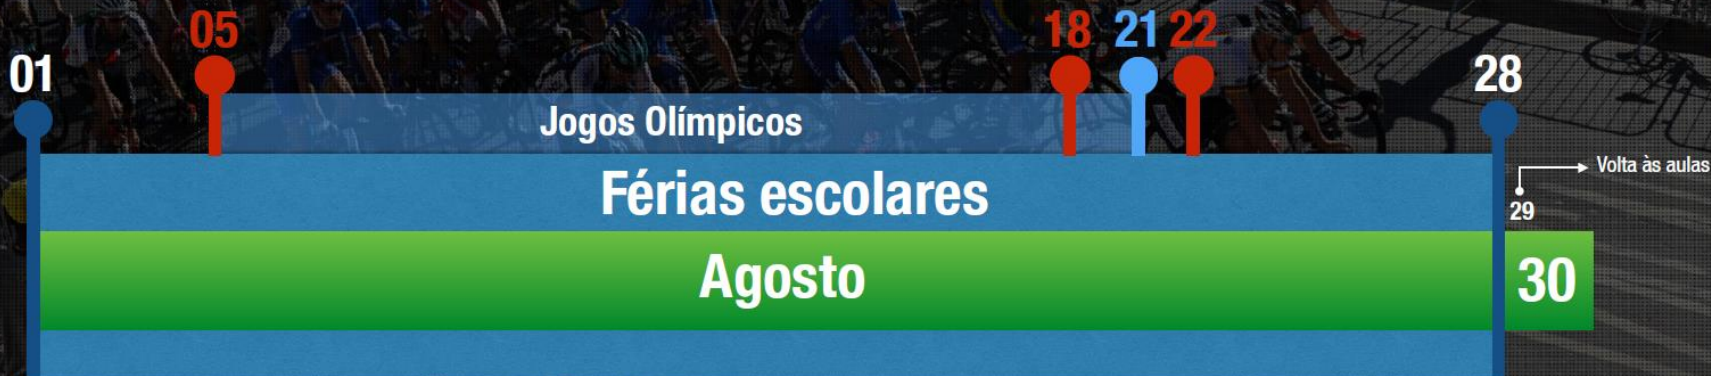 01
05
18
21
22
28
Jogos Olímpicos
Férias escolares
Volta às aulas
29
Agosto
30